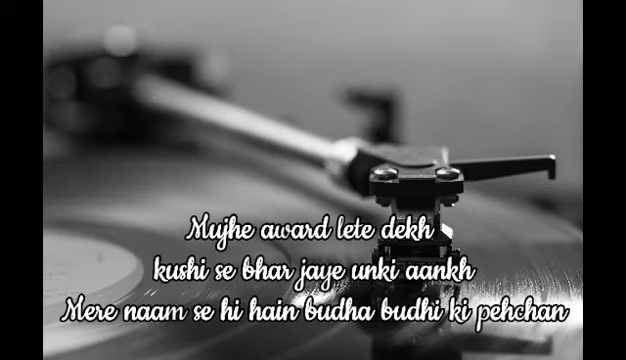 Mujhe award lete dekh
kushi se bhar jaye unki aankh
Mere naam se hi hain budha budhi ki pehchan